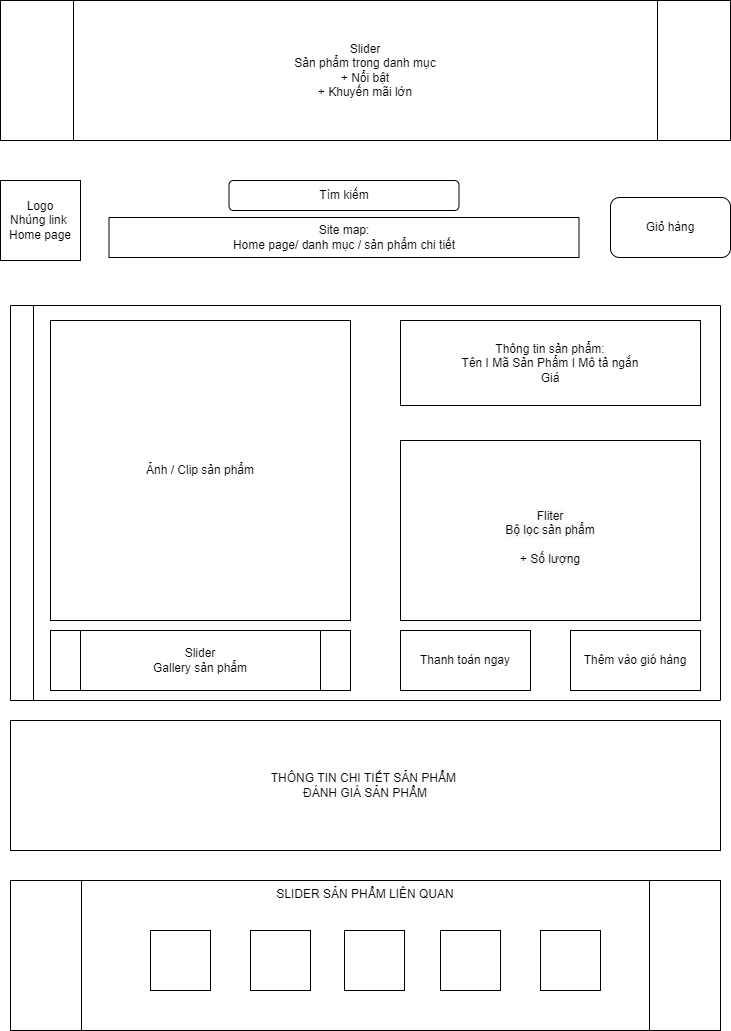 Slider
Sản phẩm trong danh mục
+ Nổi bật
+ Khuyến mãi lớn
Logo
Nhúng link
Home page
Tìm kiếm
Site map:
Home page/ danh mục / sản phẩm chi tiết
Giỏ hàng
Ảnh / Clip sản phẩm
Thông tin sản phẩm:
Tên I Mã Sản Phẩm I Mô tả ngắn
Giá
Fliter
Bộ lọc sản phẩm
+ Số lượng
Slider
Gallery sản phẩm
Thanh toán ngay
Thêm vào gió hàng
THÔNG TIN CHI TIẾT SẢN PHẨM
ĐÁNH GIÁ SẢN PHẨM
SLIDER SẢN PHẨM LIÊN QUAN